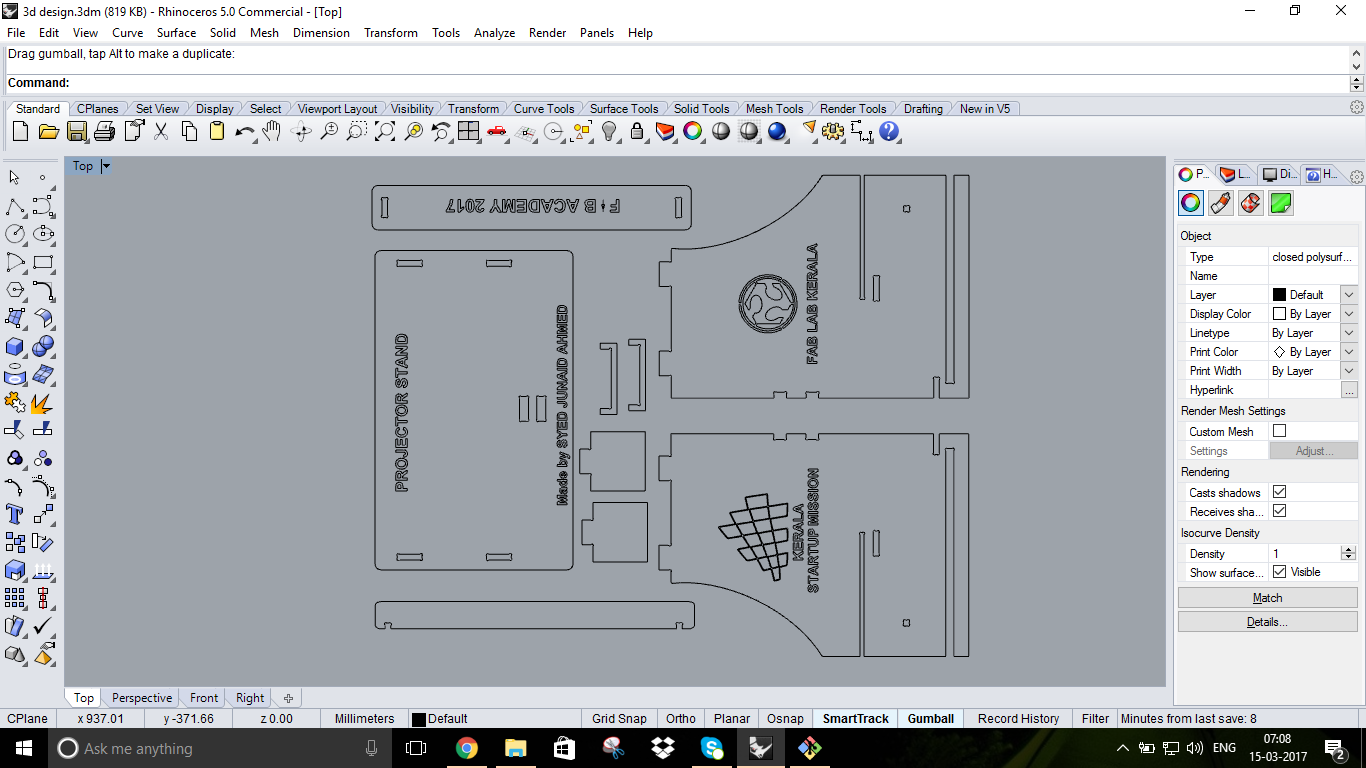 3d design.3dm (819 KB) - Rhinoceros 5.0 Commercial - [Top]
File Edit View Curve Surface Solid Mesh Dimension Transform Tools Analyze Render Panels Help
Drag gumball, tap Alt to make a duplicate:
Command:
Standard CPlanes Set View Display Select Viewport Layout Visibility Transform Curve Tools Surface Tools Solid Tools Mesh Tools Render Tools Drafting New in V5
Top
P... L... Di... H...
FAB ACADEMY 2017
PROJECTOR STAND
Made by SYED JUNAID AHMED
FAB LAB KERALA
KERALA
STARTUP MISSION
Object
Type closed polysurf...
Name
Layer Default
Display Color By Layer
Linetype By Layer
Print Color By Layer
Print Width By Layer
Hyperlink ...
Render Mesh Settings
Custom Mesh
Settings Adjust...
Rendering
Casts shadows
Receives sha...
Isocurve Density
Density 1
Show surface... Visible
Match
Details...
Top Perspective Front Right
CPlane x 937.01 y -371.66 z 0.00 Millimeters Default Grid Snap Ortho Planar Osnap SmartTrack Gumball Record History Filter Minutes from last save: 8
Ask me anything
ENG
07:08
15-03-2017
2